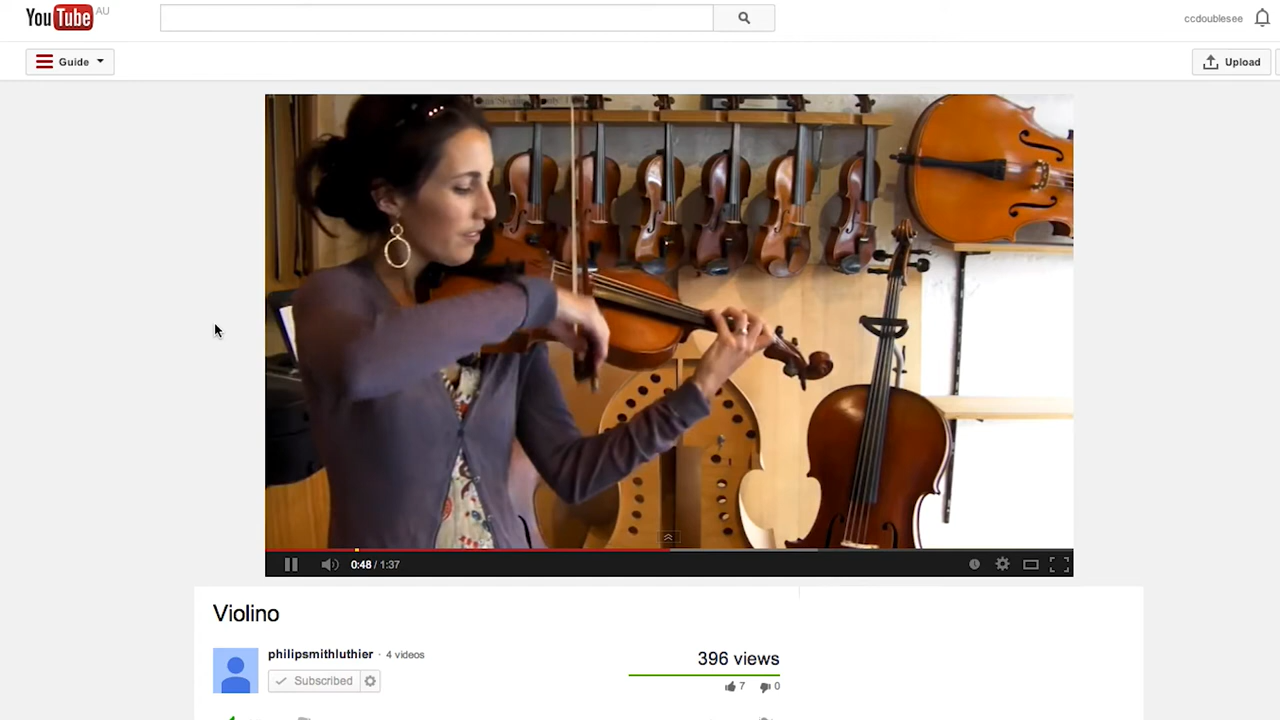 YouTube AU
ccdoublesee
Guide
Upload
0:48 / 1:37
Violino
philipsmithluthier · 4 videos
396 views
Subscribed
7 0